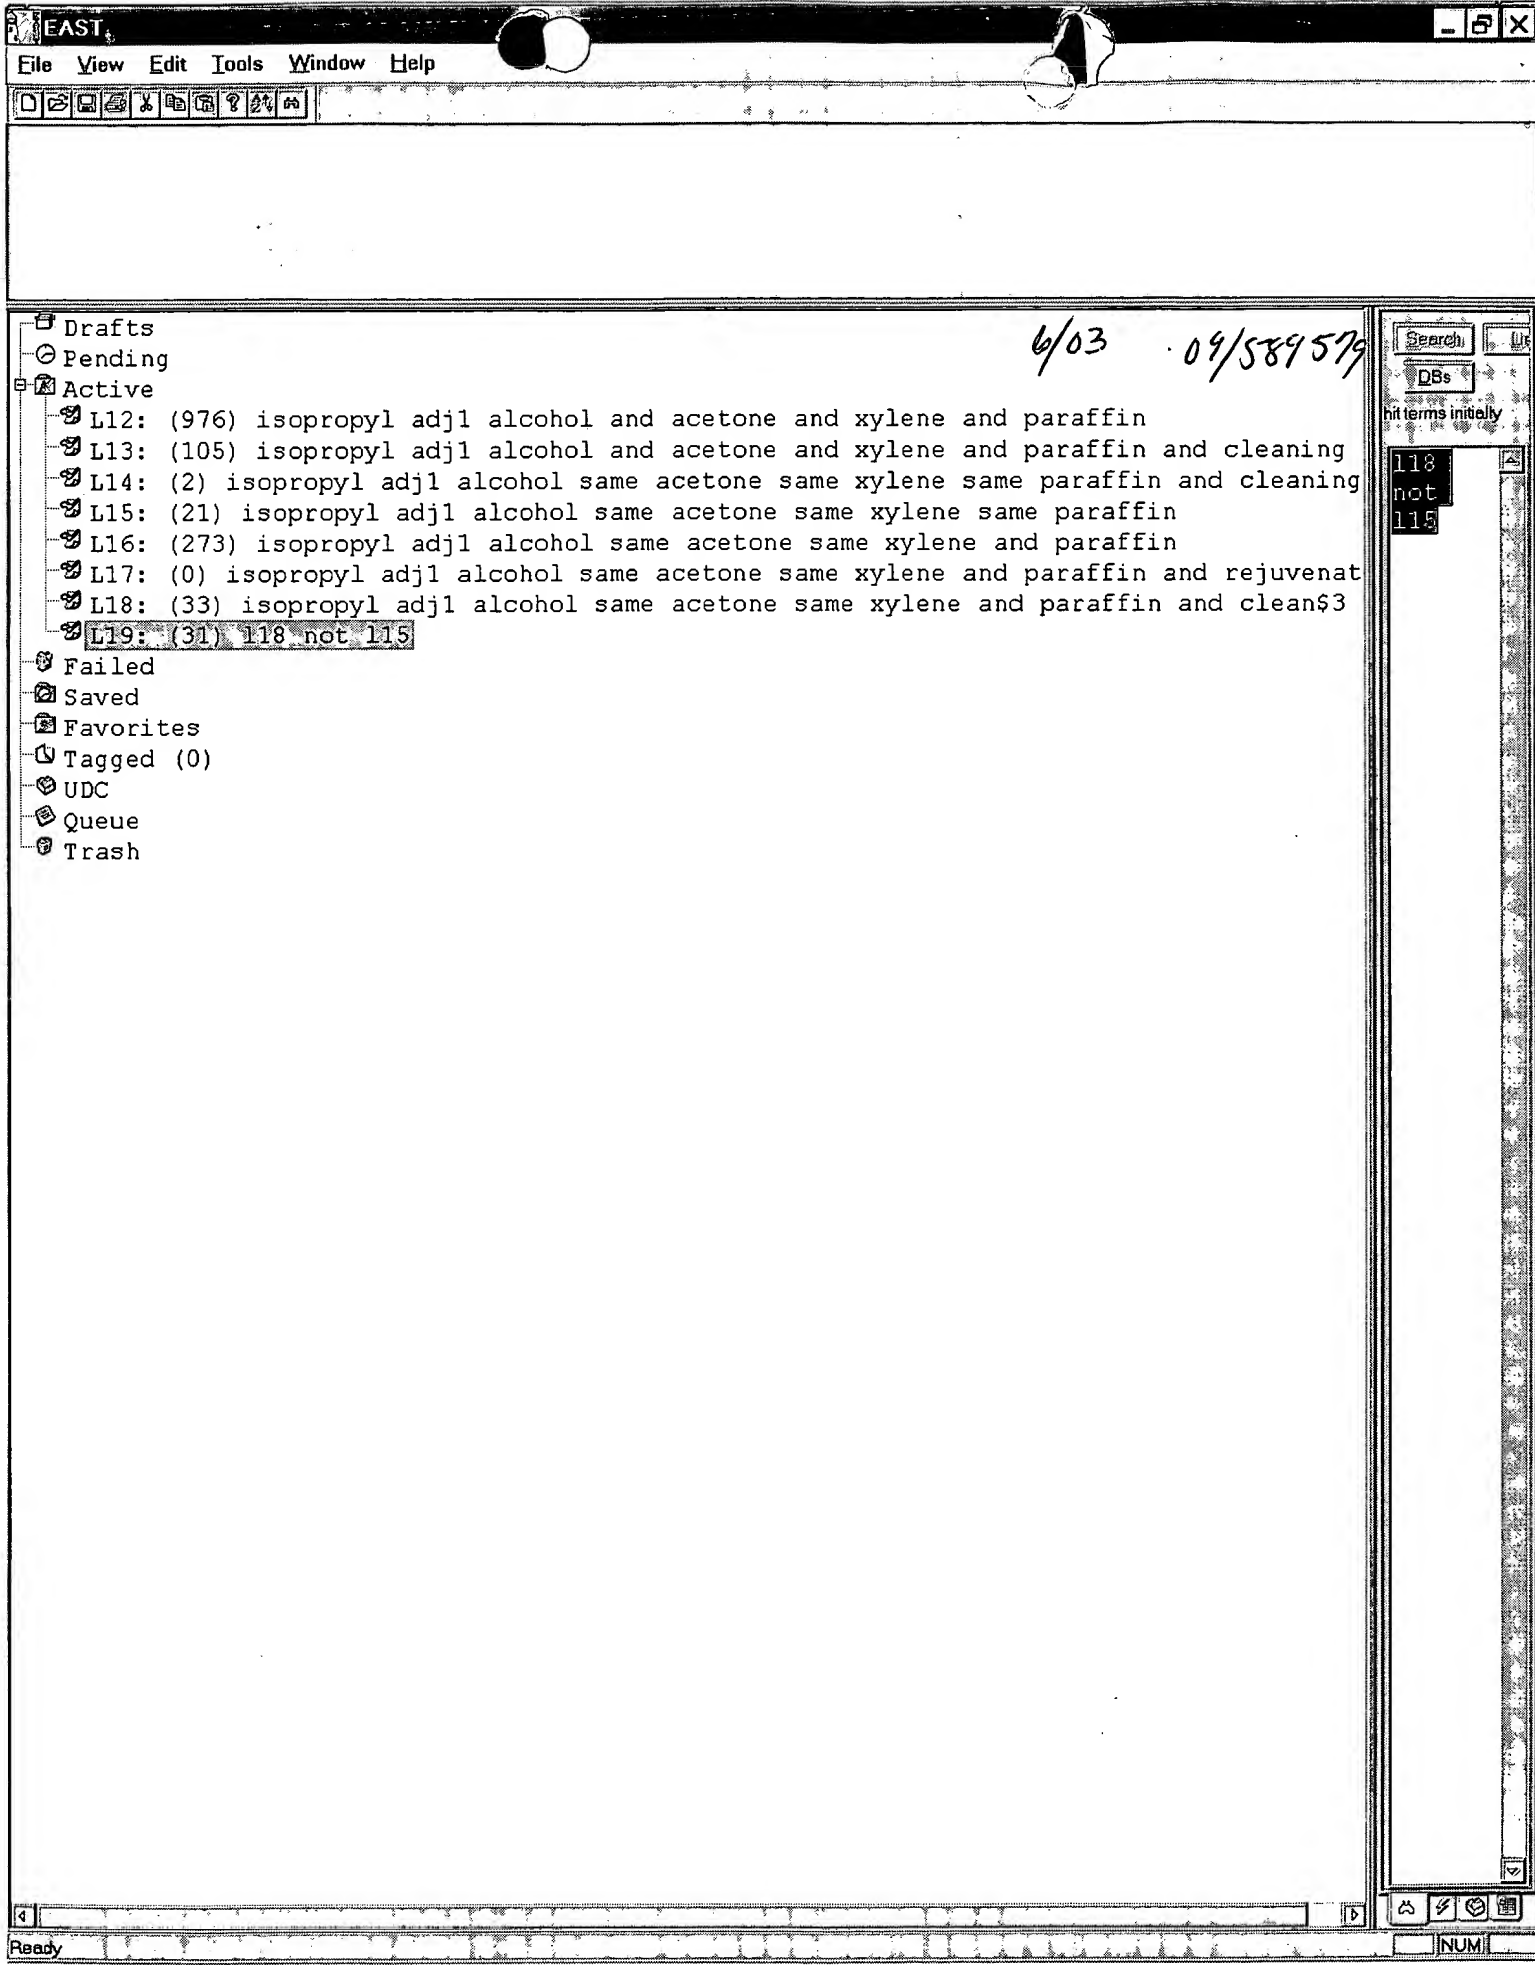 EAST
File View Edit Tools Window Help
6/03 09/589579
Drafts
Pending
Active
L12: (976) isopropyl adj1 alcohol and acetone and xylene and paraffin
L13: (105) isopropyl adj1 alcohol and acetone and xylene and paraffin and cleaning
L14: (2) isopropyl adj1 alcohol same acetone same xylene same paraffin and cleaning
L15: (21) isopropyl adj1 alcohol same acetone same xylene same paraffin
L16: (273) isopropyl adj1 alcohol same acetone same xylene and paraffin
L17: (0) isopropyl adj1 alcohol same acetone same xylene and paraffin and rejuvenat
L18: (33) isopropyl adj1 alcohol same acetone same xylene and paraffin and clean$3
L19: (31) l18 not l15
Failed
Saved
Favorites
Tagged (0)
UDC
Queue
Trash
Search
DBs
hit terms initially
l18
not
l15
Ready
NUM